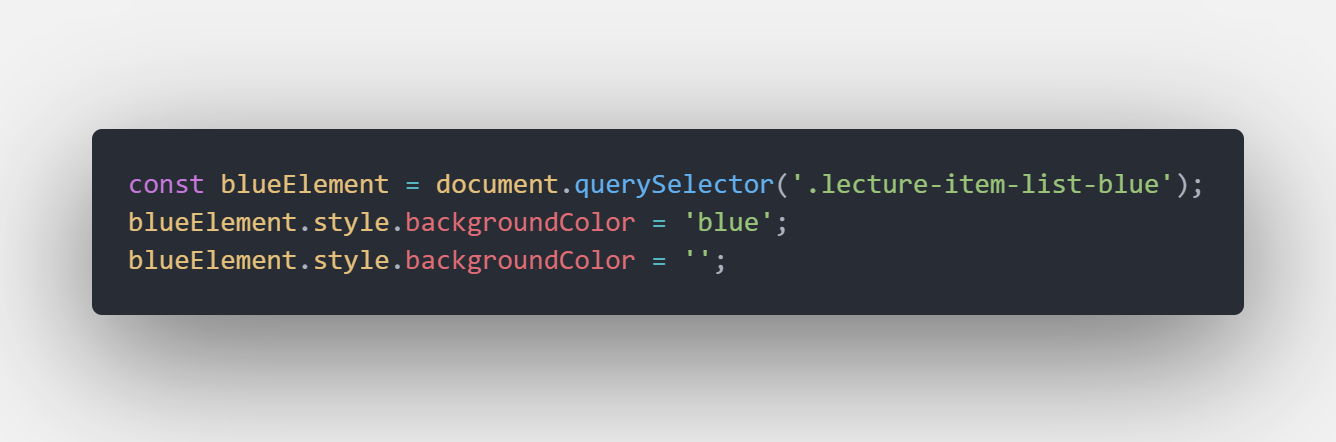 const blueElement = document.querySelector('.lecture-item-list-blue');
blueElement.style.backgroundColor = 'blue';
blueElement.style.backgroundColor = '';